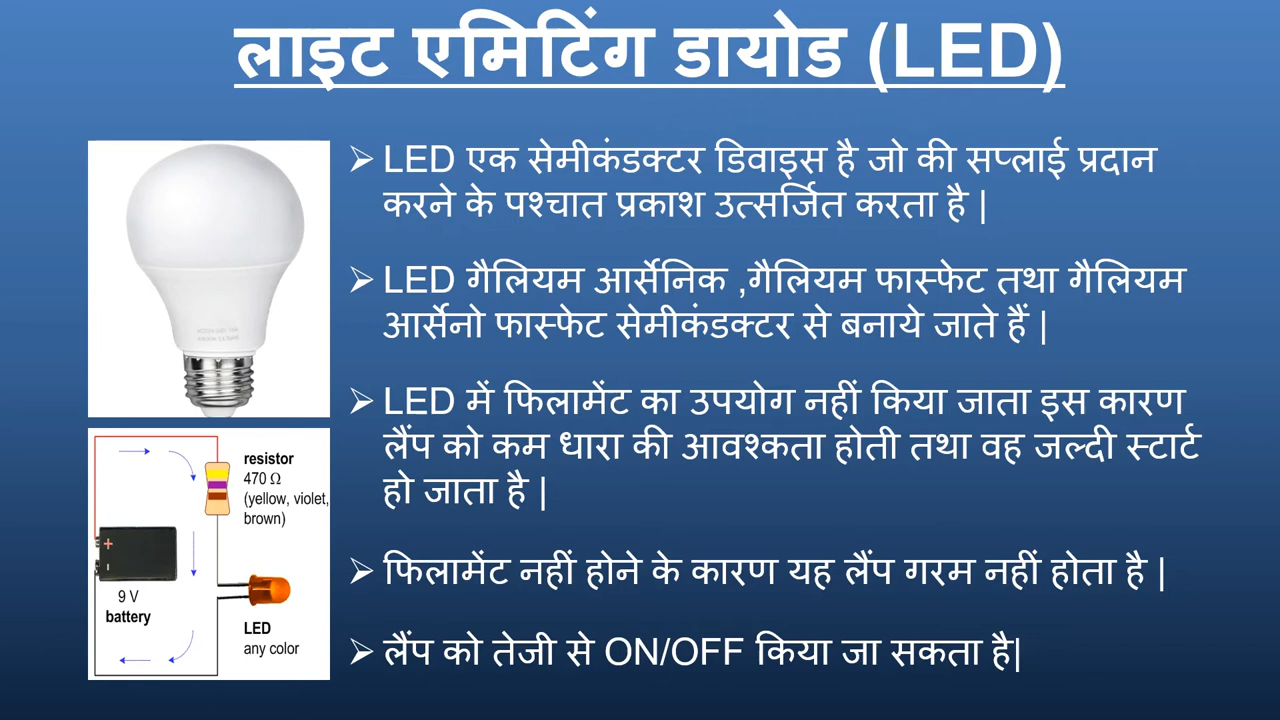 लाइट एमिटिंग डायोड (LED)
➢ LED एक सेमीकंडक्टर डिवाइस है जो की सप्लाई प्रदान
करने के पश्चात प्रकाश उत्सर्जित करता है |
➢ LED गैलियम आर्सेनिक ,गैलियम फास्फेट तथा गैलियम
आर्सेनो फास्फेट सेमीकंडक्टर से बनाये जाते हैं |
➢ LED में फिलामेंट का उपयोग नहीं किया जाता इस कारण
लैंप को कम धारा की आवश्कता होती तथा वह जल्दी स्टार्ट
हो जाता है |
➢ फिलामेंट नहीं होने के कारण यह लैंप गरम नहीं होता है |
➢ लैंप को तेजी से ON/OFF किया जा सकता है|
resistor
470 Ω
(yellow, violet,
brown)
+
-
9 V
battery
LED
any color